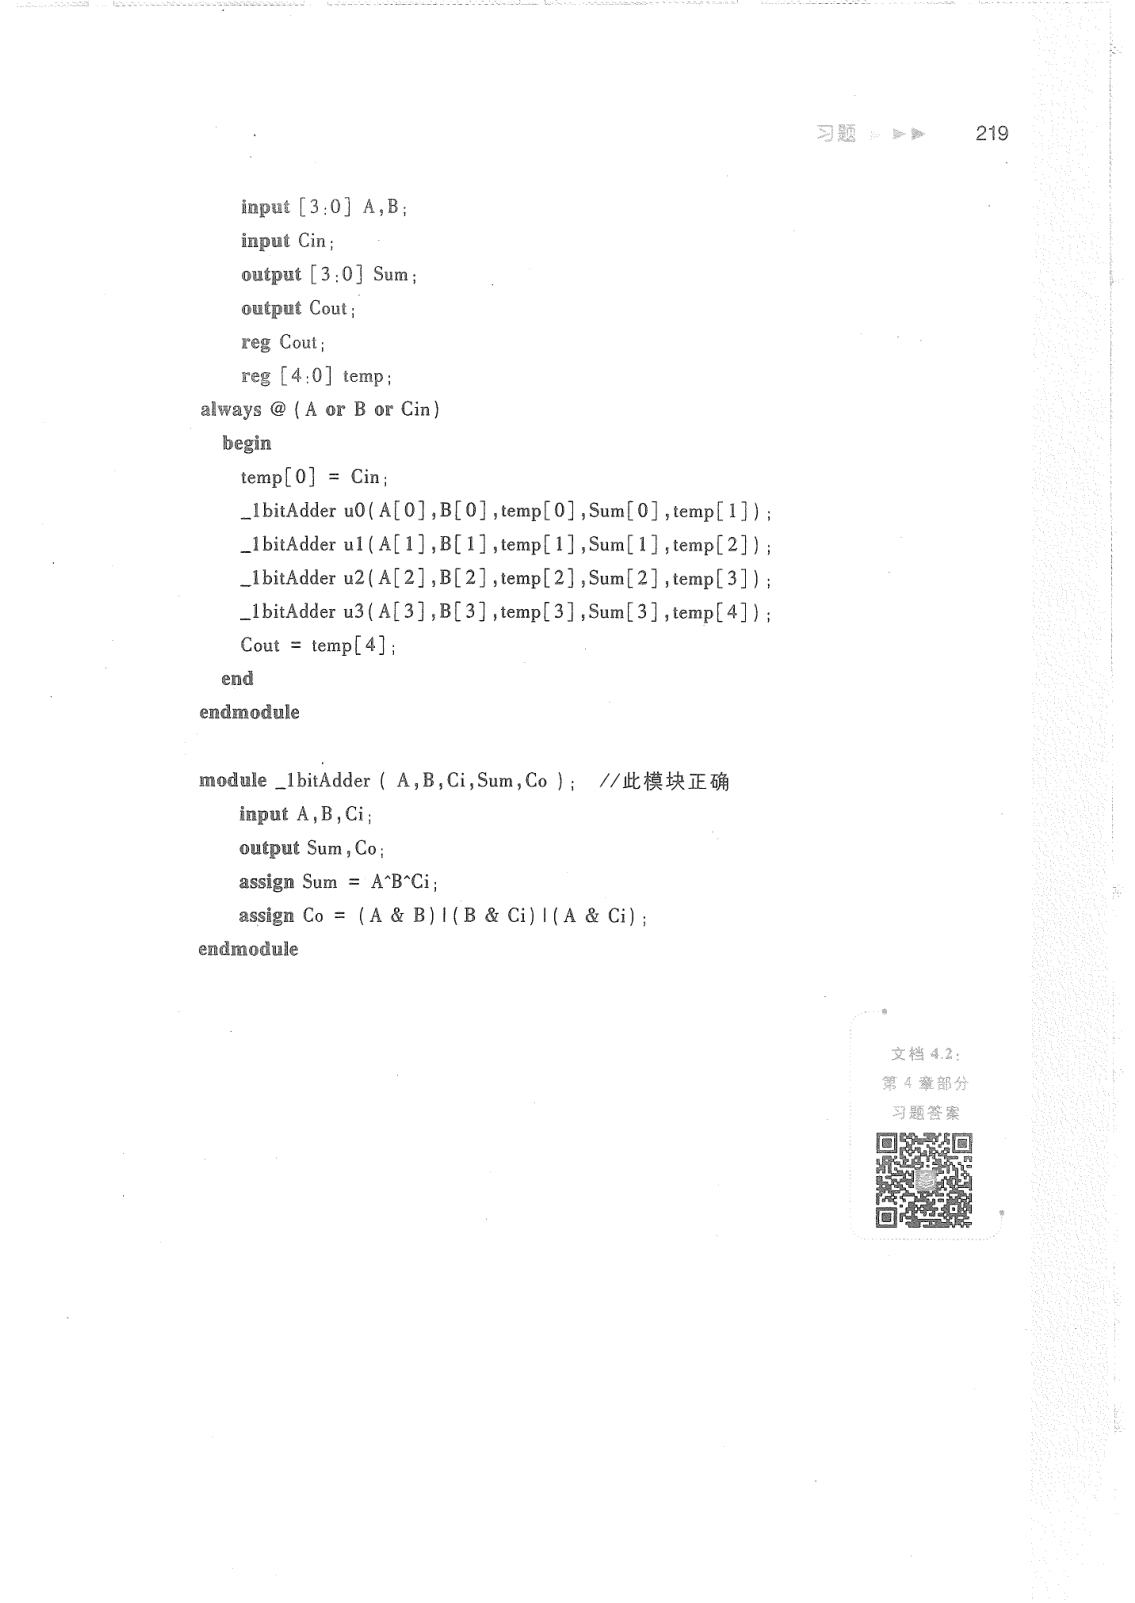 习题 ▶▶ 219
input [3:0] A,B;
input Cin;
output [3:0] Sum;
output Cout;
reg Cout;
reg [4:0] temp;
always @ (A or B or Cin)
begin
temp[0] = Cin;
_1bitAdder u0(A[0],B[0],temp[0],Sum[0],temp[1]);
_1bitAdder u1(A[1],B[1],temp[1],Sum[1],temp[2]);
_1bitAdder u2(A[2],B[2],temp[2],Sum[2],temp[3]);
_1bitAdder u3(A[3],B[3],temp[3],Sum[3],temp[4]);
Cout = temp[4];
end
endmodule
module _1bitAdder ( A,B,Ci,Sum,Co ); //此模块正确
input A,B,Ci;
output Sum,Co;
assign Sum = A^B^Ci;
assign Co = (A & B)|(B & Ci)|(A & Ci);
endmodule
文档 4.2:
第 4 章部分
习题答案